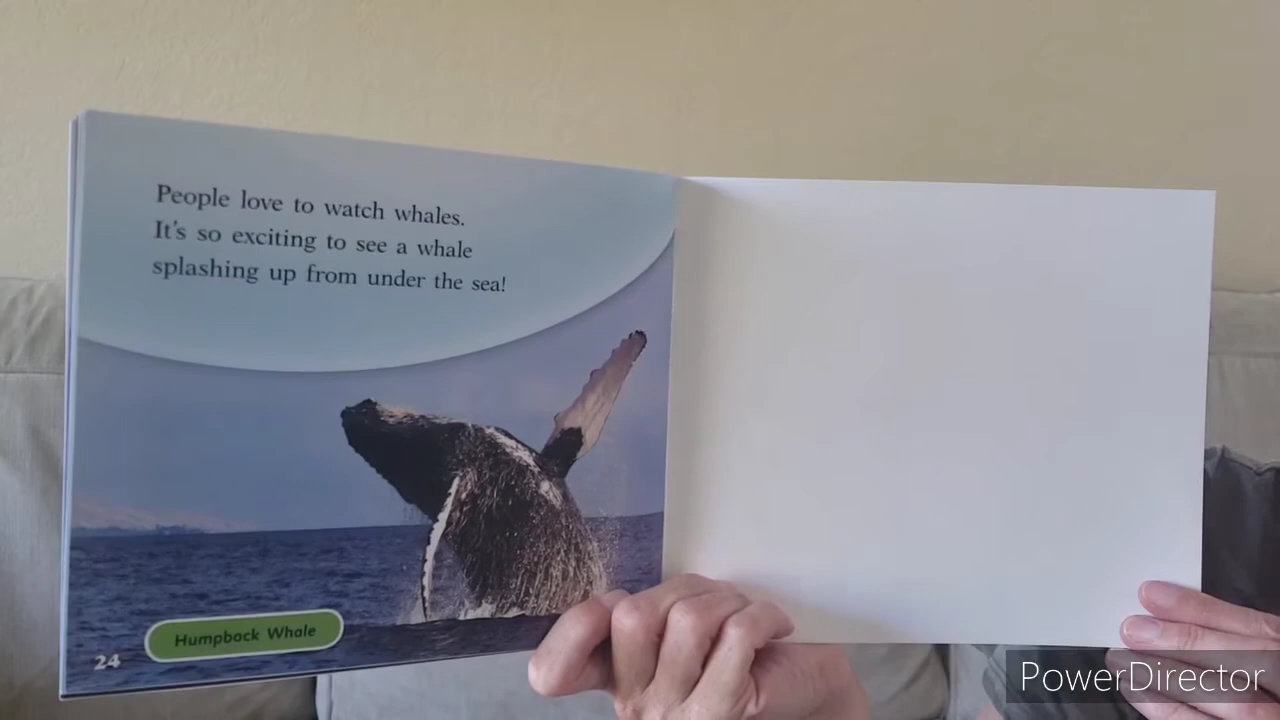 People love to watch whales.
It's so exciting to see a whale
splashing up from under the sea!
Humpback Whale
24
PowerDirector